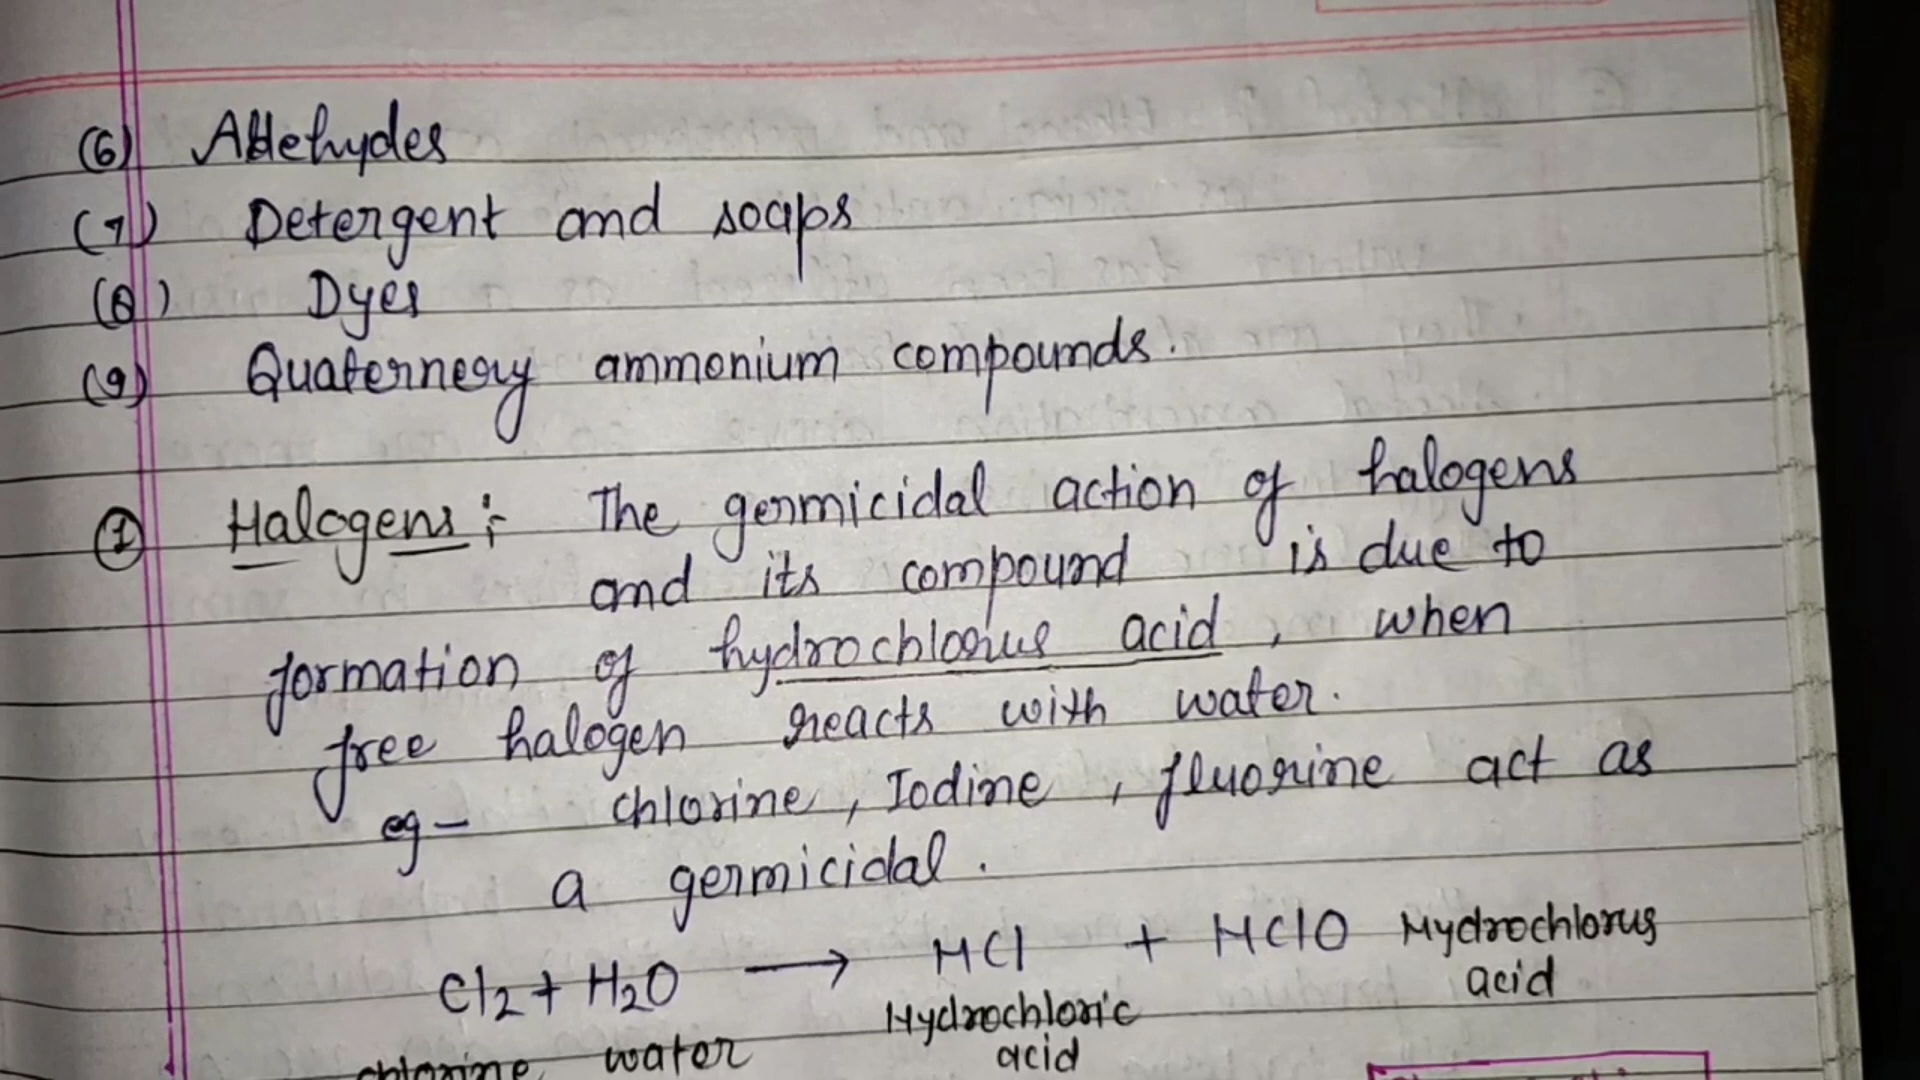 (6) Aldehydes
(7) Detergent and soaps
(8) Dyes
(9) Quaternery ammonium compounds.
① Halogens :- The germicidal action of halogens
and its compound is due to
formation of hydrochlorus acid, when
free halogen reacts with water.
eg- chlorine, Iodine, fluorine act as
a germicidal.
Cl2 + H2O → HCl + HClO Hydrochlorus
acid
chlorine water Hydrochloric
acid